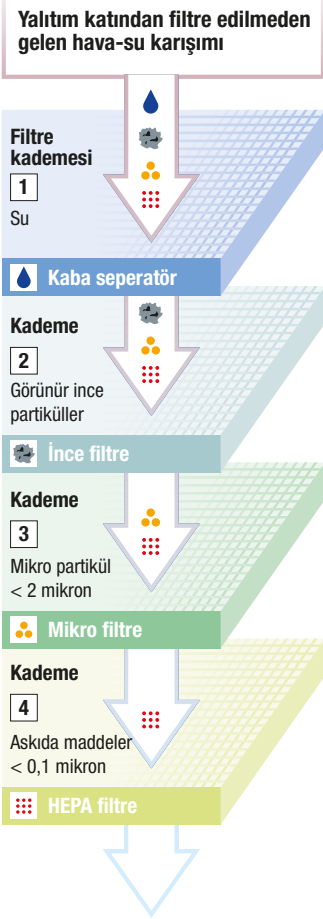 Yalıtım katından filtre edilmeden
gelen hava-su karışımı
Filtre
kademesi
1
Su
Kaba seperatör
Kademe
2
Görünür ince
partiküller
İnce filtre
Kademe
3
Mikro partikül
< 2 mikron
Mikro filtre
Kademe
4
Askıda maddeler
< 0,1 mikron
HEPA filtre